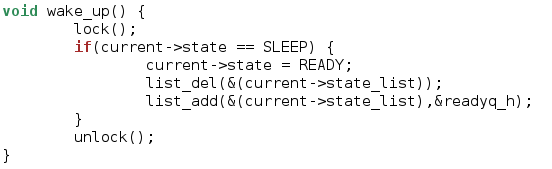 void wake_up() {
        lock();
        if(current->state == SLEEP) {
                current->state = READY;
                list_del(&(current->state_list));
                list_add(&(current->state_list),&readyq_h);
        }
        unlock();
}